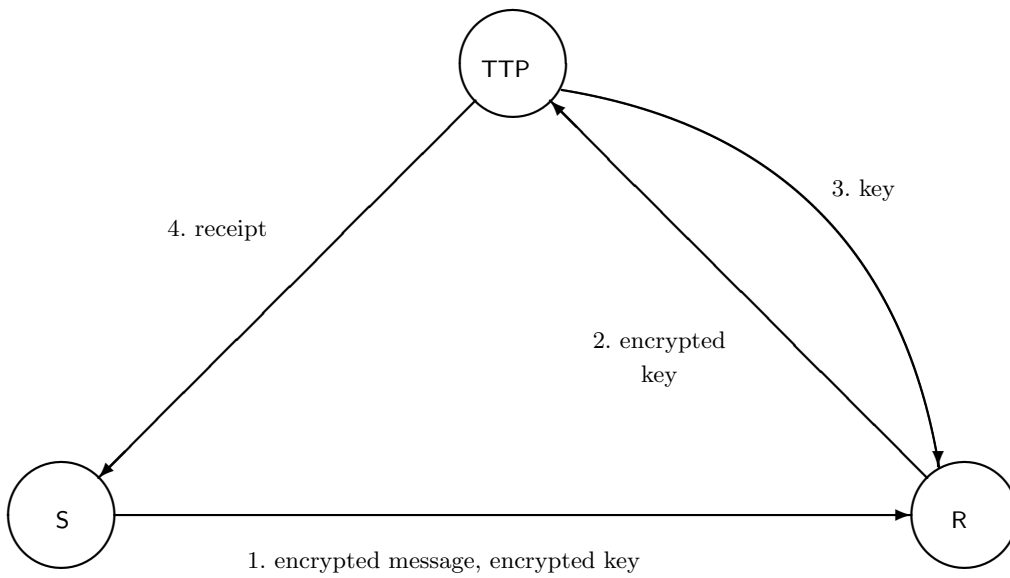 TTP
3. key
4. receipt
2. encrypted
key
S
R
1. encrypted message, encrypted key